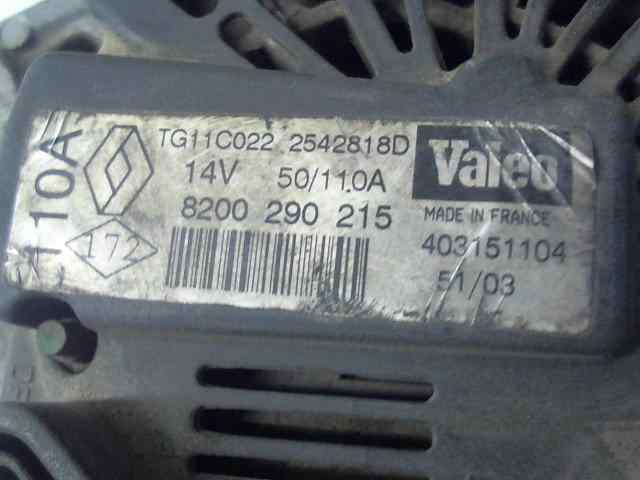 110A
172
TG11C022 2542818D
14V 50/110A
8200 290 215
Valeo
MADE IN FRANCE
403151104
51/03